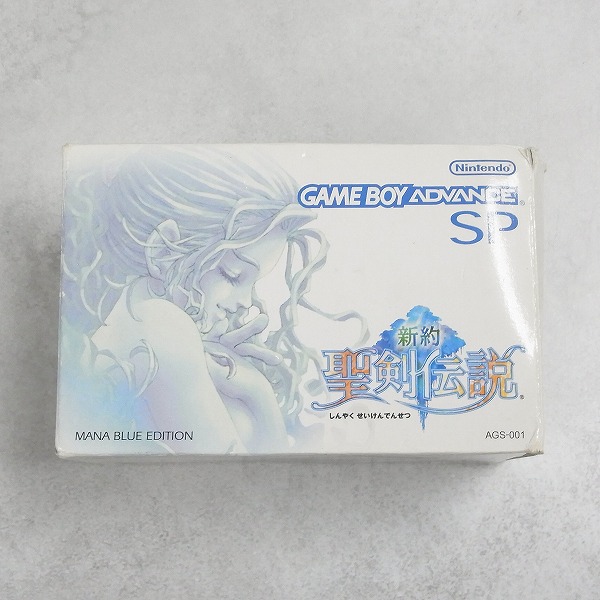 Nintendo®
GAME BOY ADVANCE®
SP
新約
聖剣伝説®
しんやく せいけんでんせつ
MANA BLUE EDITION
AGS-001